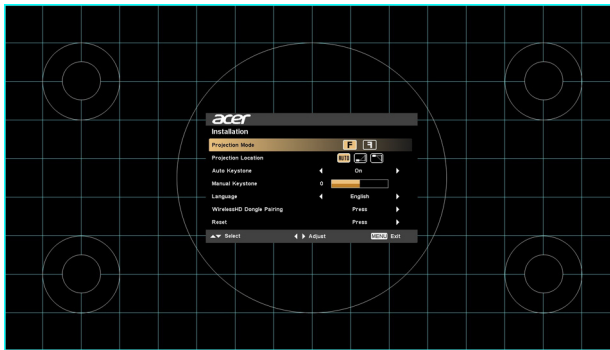 acer
Installation
Projection Mode F F
Projection Location AUTO
Auto Keystone On
Manual Keystone 0
Language English
WirelessHD Dongle Pairing Press
Reset Press
Select Adjust MENU Exit